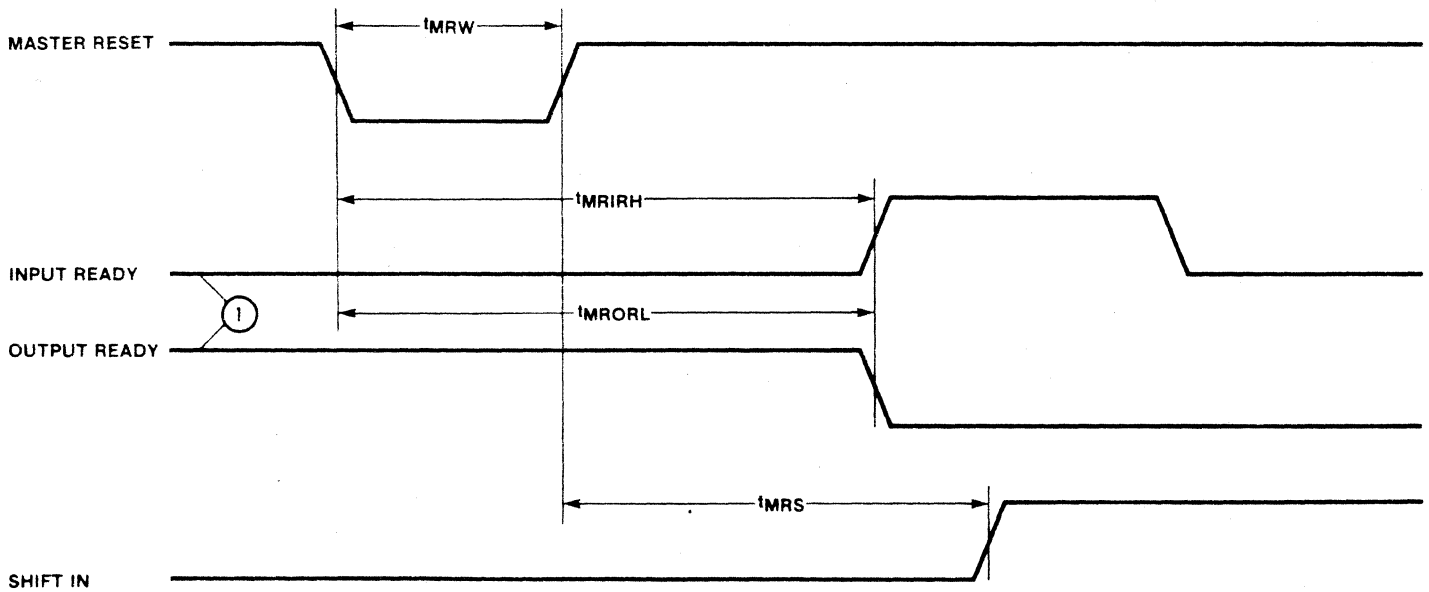 tMRW
MASTER RESET
tMRIRH
INPUT READY
1
tMRORL
OUTPUT READY
tMRS
SHIFT IN